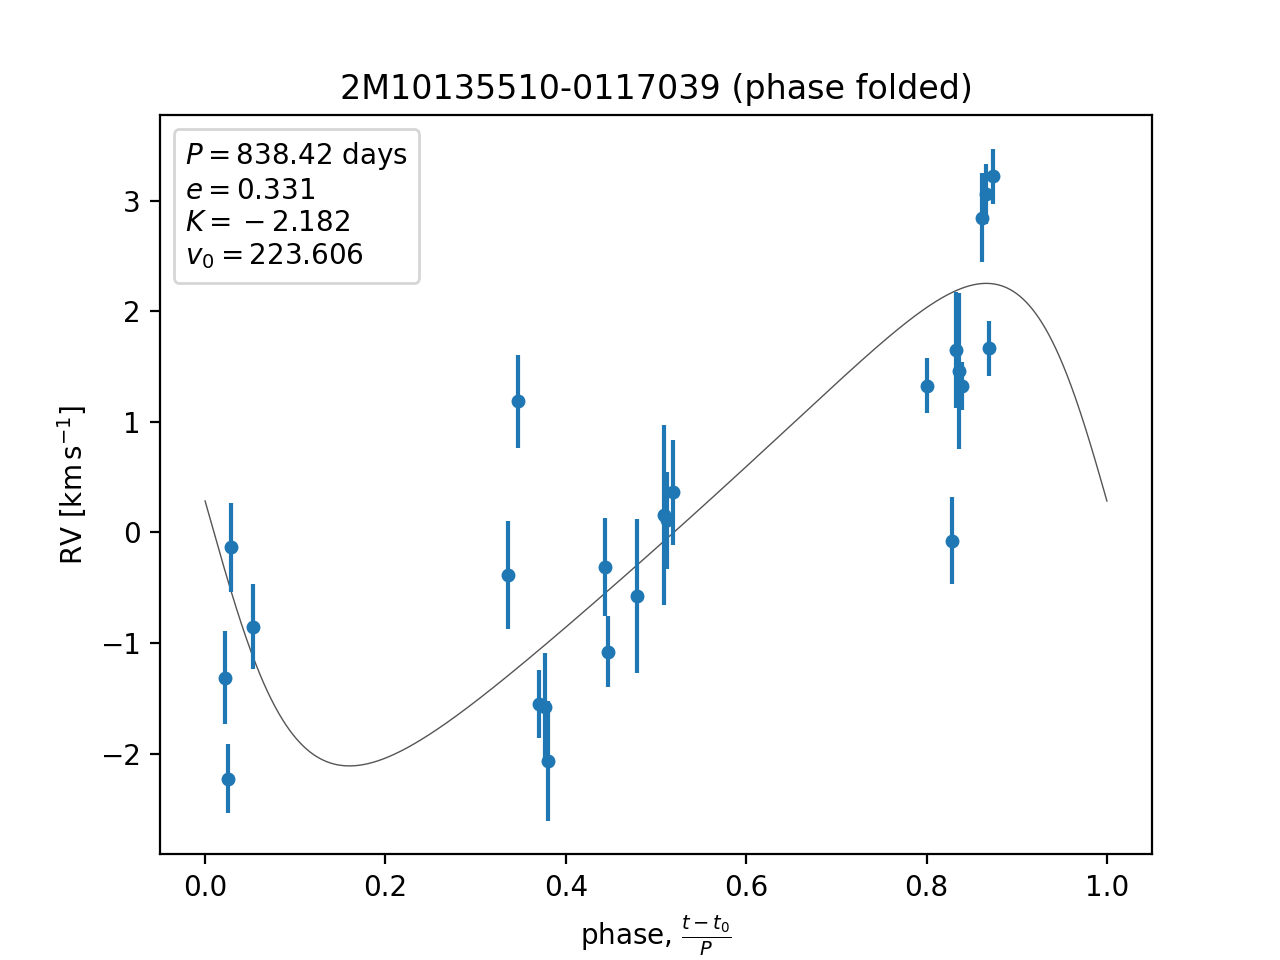 2M10135510-0117039 (phase folded)
P = 838.42 days
e = 0.331
K = −2.182
v₀ = 223.606
RV [km s⁻¹]
3
2
1
0
−1
−2
0.0 0.2 0.4 0.6 0.8 1.0
phase, (t − t₀)/P